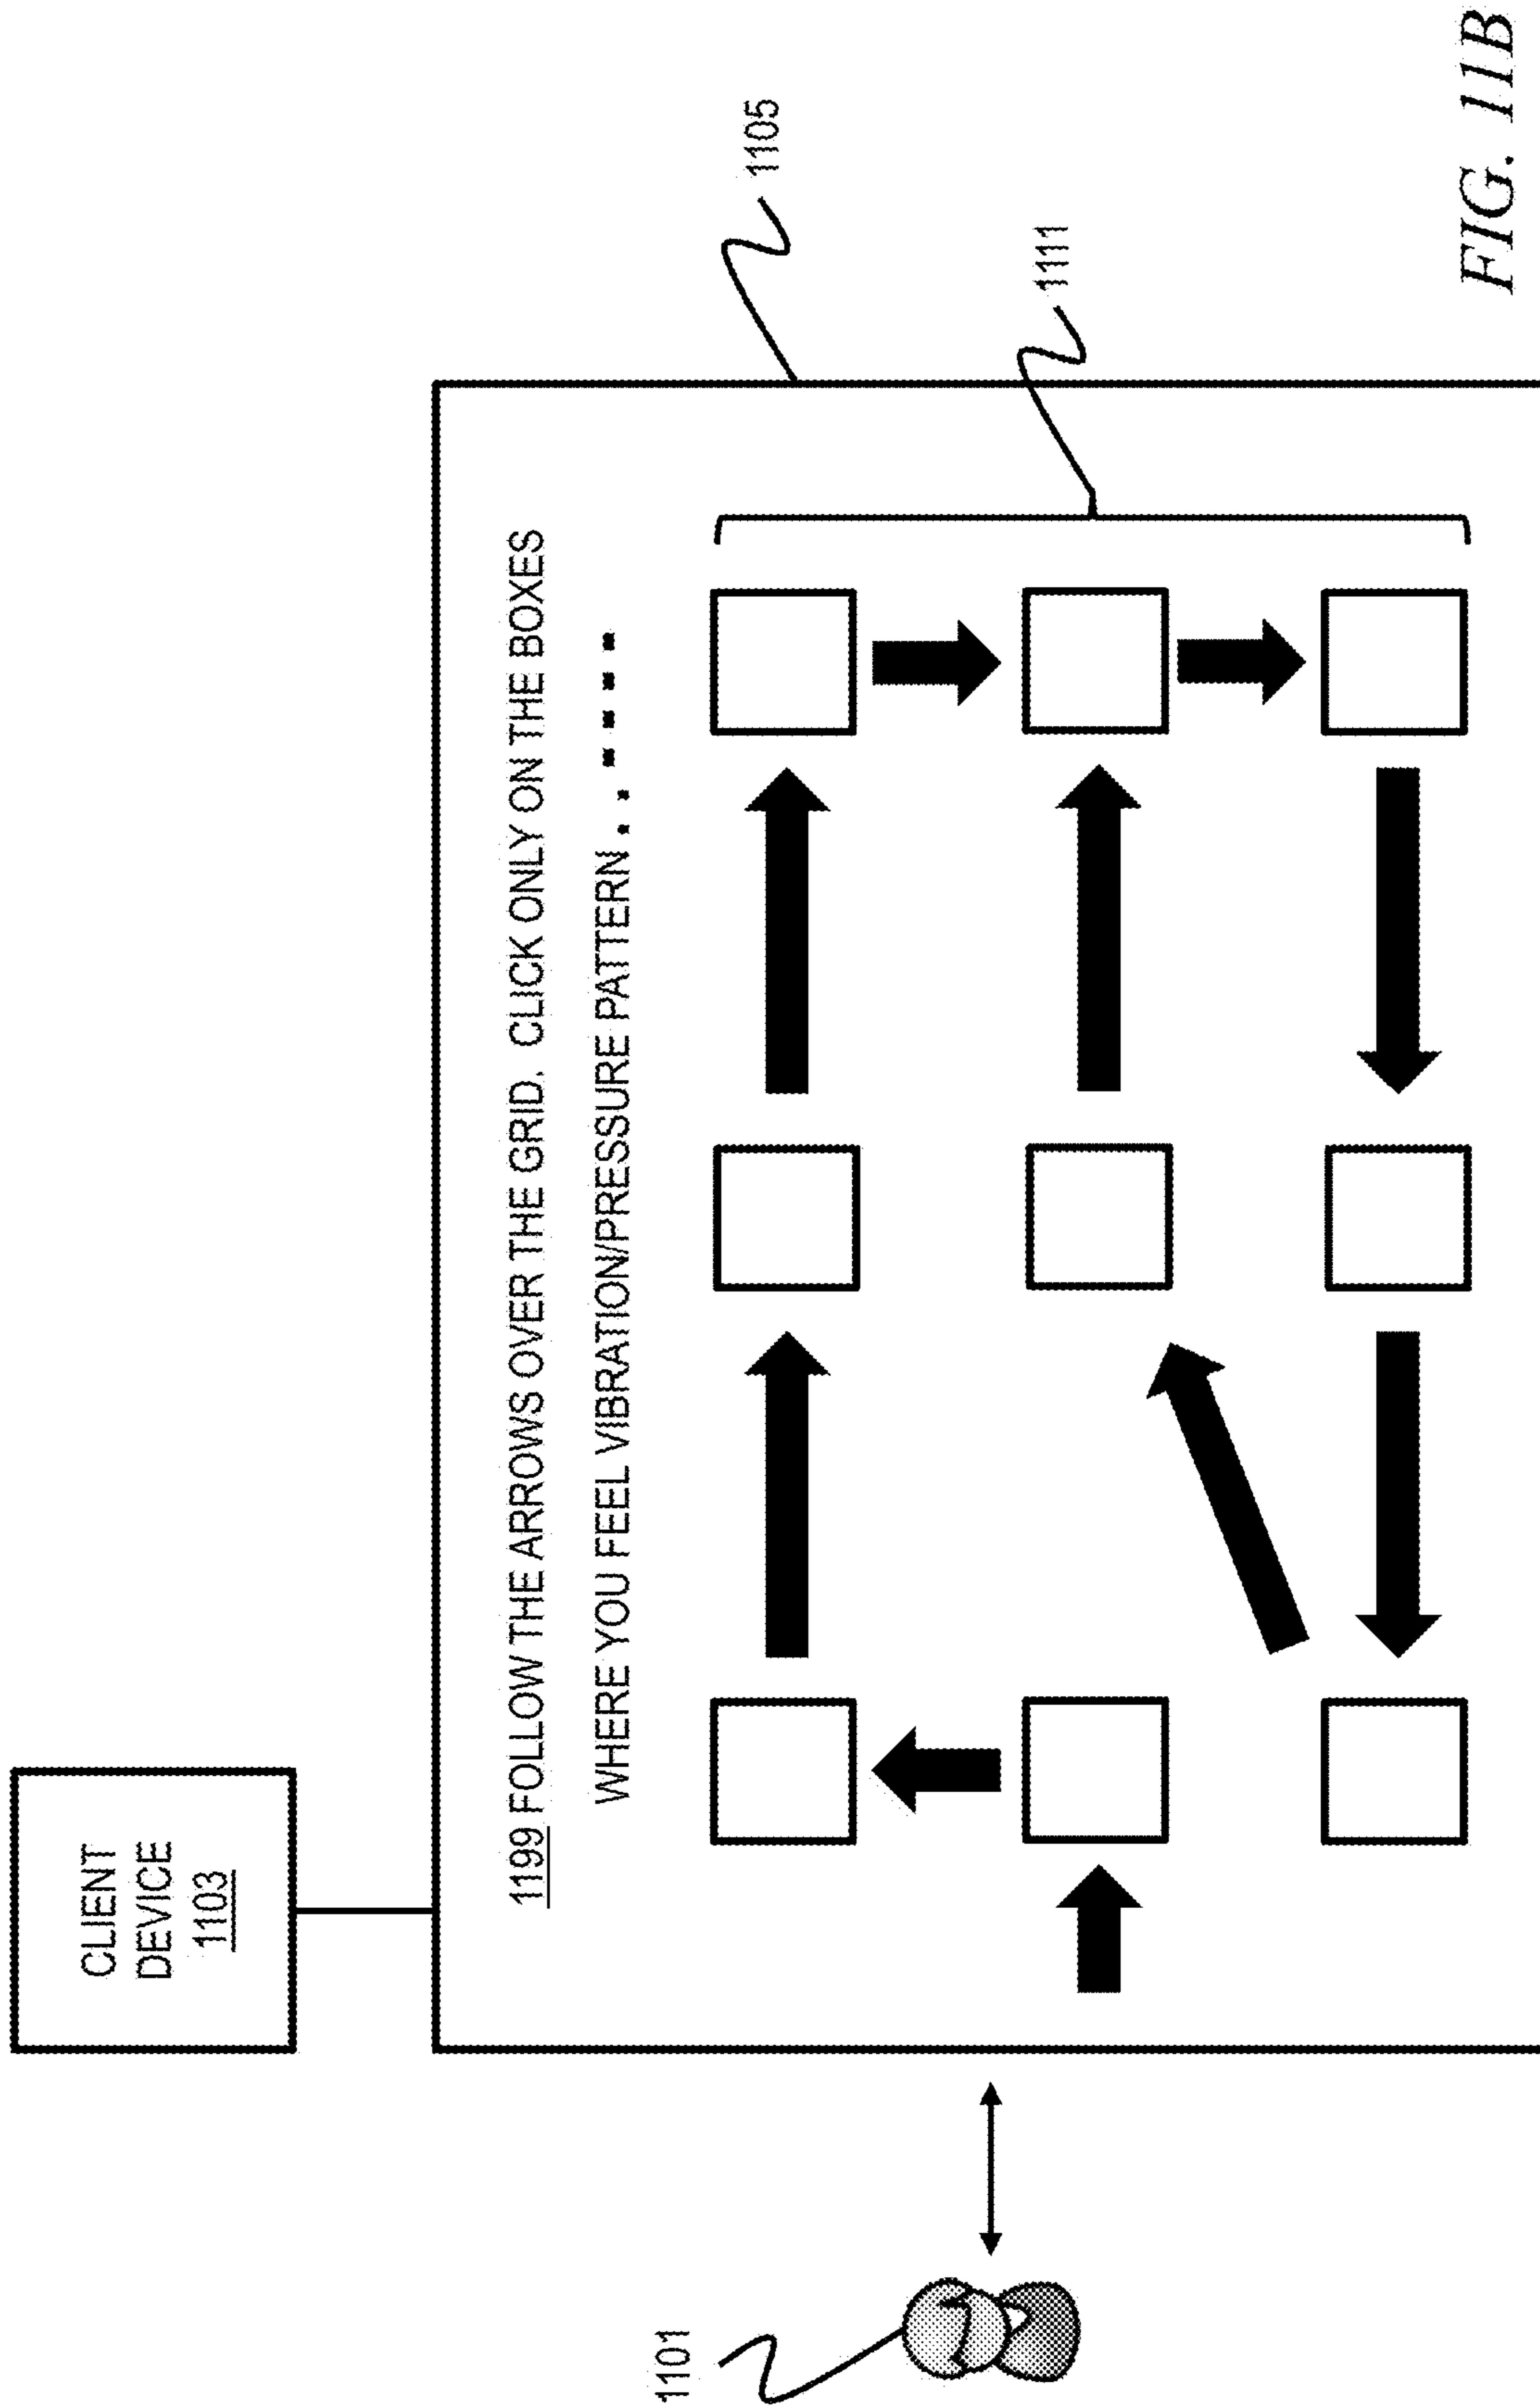 CLIENT
DEVICE
1103
1199 FOLLOW THE ARROWS OVER THE GRID. CLICK ONLY ON THE BOXES
WHERE YOU FEEL VIBRATION/PRESSURE PATTERN . . - - - -
1105
1111
1101
FIG. 11B